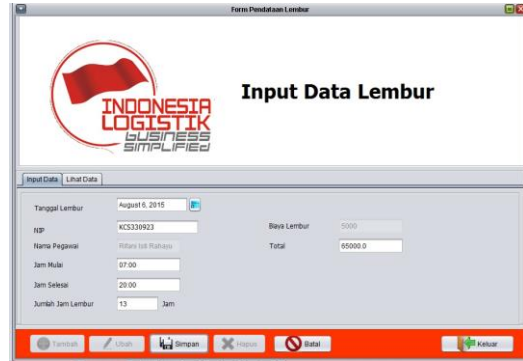 Form Pendataan Lembur
INDONESIA
LOGISTIK
BUSINESS
SIMPLIFIED
Input Data Lembur
Input Data Lihat Data
Tanggal Lembur August 6, 2015
NIP KCS330923 Biaya Lembur 5000
Nama Pegawai Rahayu Total 65000.0
Jam Mulai 07:00
Jam Selesai 20:00
Jumlah Jam Lembur 13 Jam
Tambah Ubah Simpan Hapus Batal Keluar